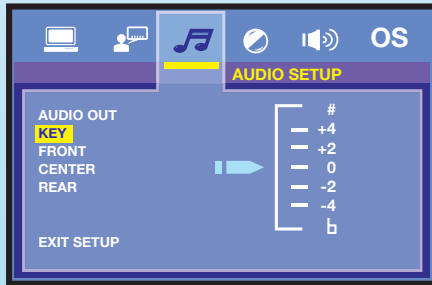 OS
AUDIO SETUP
AUDIO OUT
KEY
FRONT
CENTER
REAR
EXIT SETUP
#
+4
+2
0
-2
-4
b